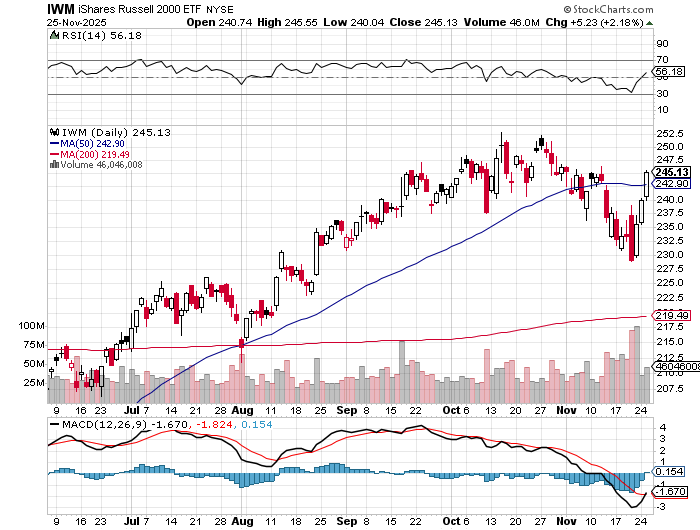 IWM iShares Russell 2000 ETF NYSE © StockCharts.com
25-Nov-2025 Open 240.74 High 245.55 Low 240.04 Close 245.13 Volume 46.0M Chg +5.23 (+2.18%)
RSI(14) 56.18
90
70
56.18
50
30
10
IWM (Daily) 245.13
MA(50) 242.90
MA(200) 219.49
Volume 46,046,008
252.5
250.0
247.5
245.13
242.90
240.0
237.5
235.0
232.5
230.0
227.5
225.0
222.5
219.49
217.5
215.0
212.5
210.0
207.5
100M
75M
50M
25M
46046008
9 16 23 Jul 7 14 21 28 Aug 11 18 25 Sep 8 15 22 Oct 6 13 20 27 Nov 10 17 24
MACD(12,26,9) -1.670, -1.824, 0.154
4
3
2
1
0.154
-1.670
-3
9 16 23 Jul 7 14 21 28 Aug 11 18 25 Sep 8 15 22 Oct 6 13 20 27 Nov 10 17 24